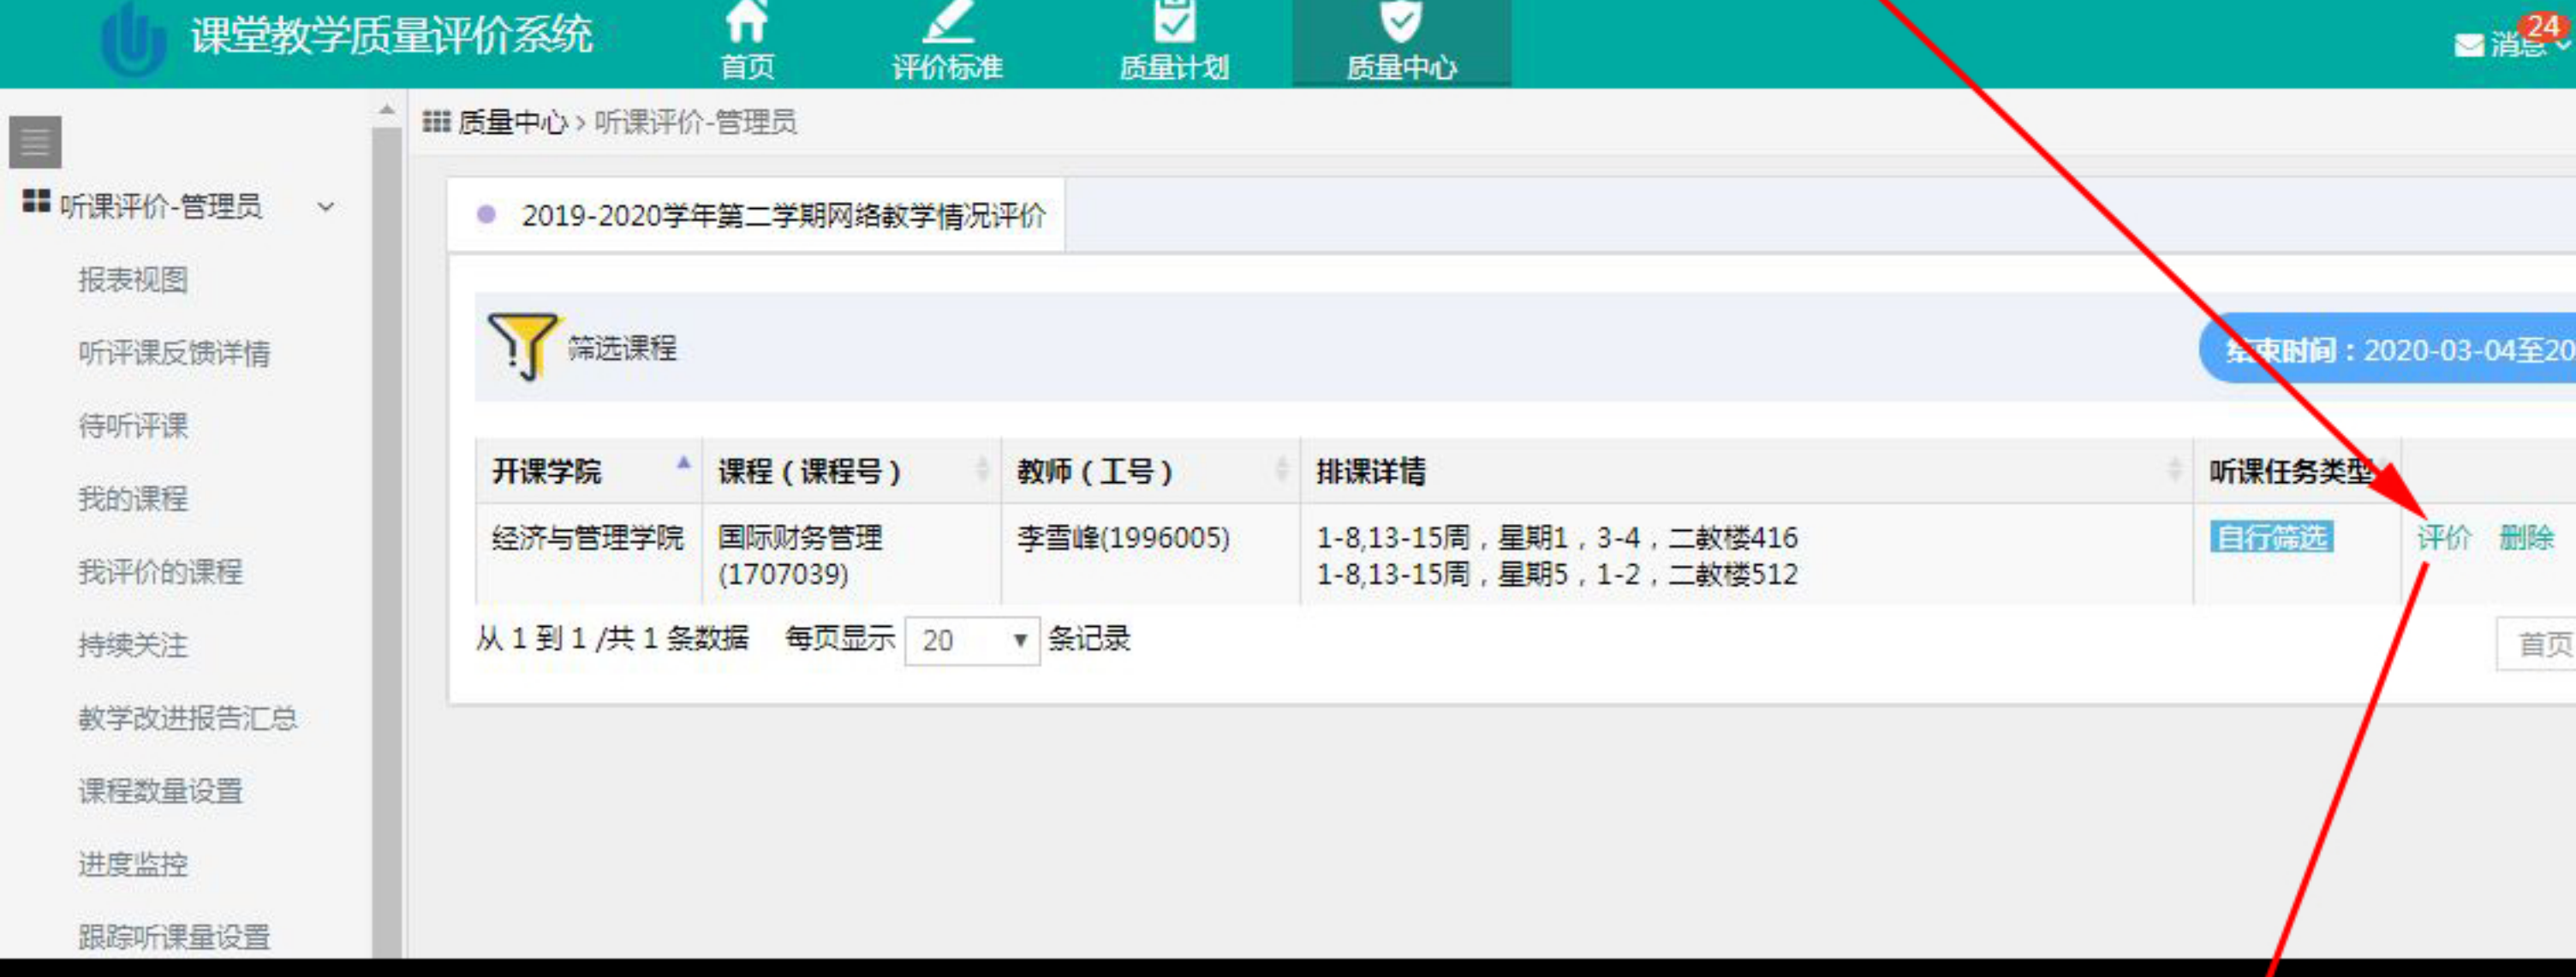 课堂教学质量评价系统
首页
评价标准
质量计划
质量中心
消息
24
质量中心 > 听课评价-管理员
听课评价-管理员
报表视图
听评课反馈详情
待听评课
我的课程
我评价的课程
持续关注
教学改进报告汇总
课程数量设置
进度监控
跟踪听课量设置
2019-2020学年第二学期网络教学情况评价
筛选课程
结束时间：2020-03-04至20
开课学院
课程（课程号）
教师（工号）
排课详情
听课任务类型
经济与管理学院
国际财务管理
(1707039)
李雪峰(1996005)
1-8,13-15周，星期1，3-4，二教楼416
1-8,13-15周，星期5，1-2，二教楼512
自行筛选
评价 删除
从 1 到 1 /共 1 条数据 每页显示 20 条记录
首页